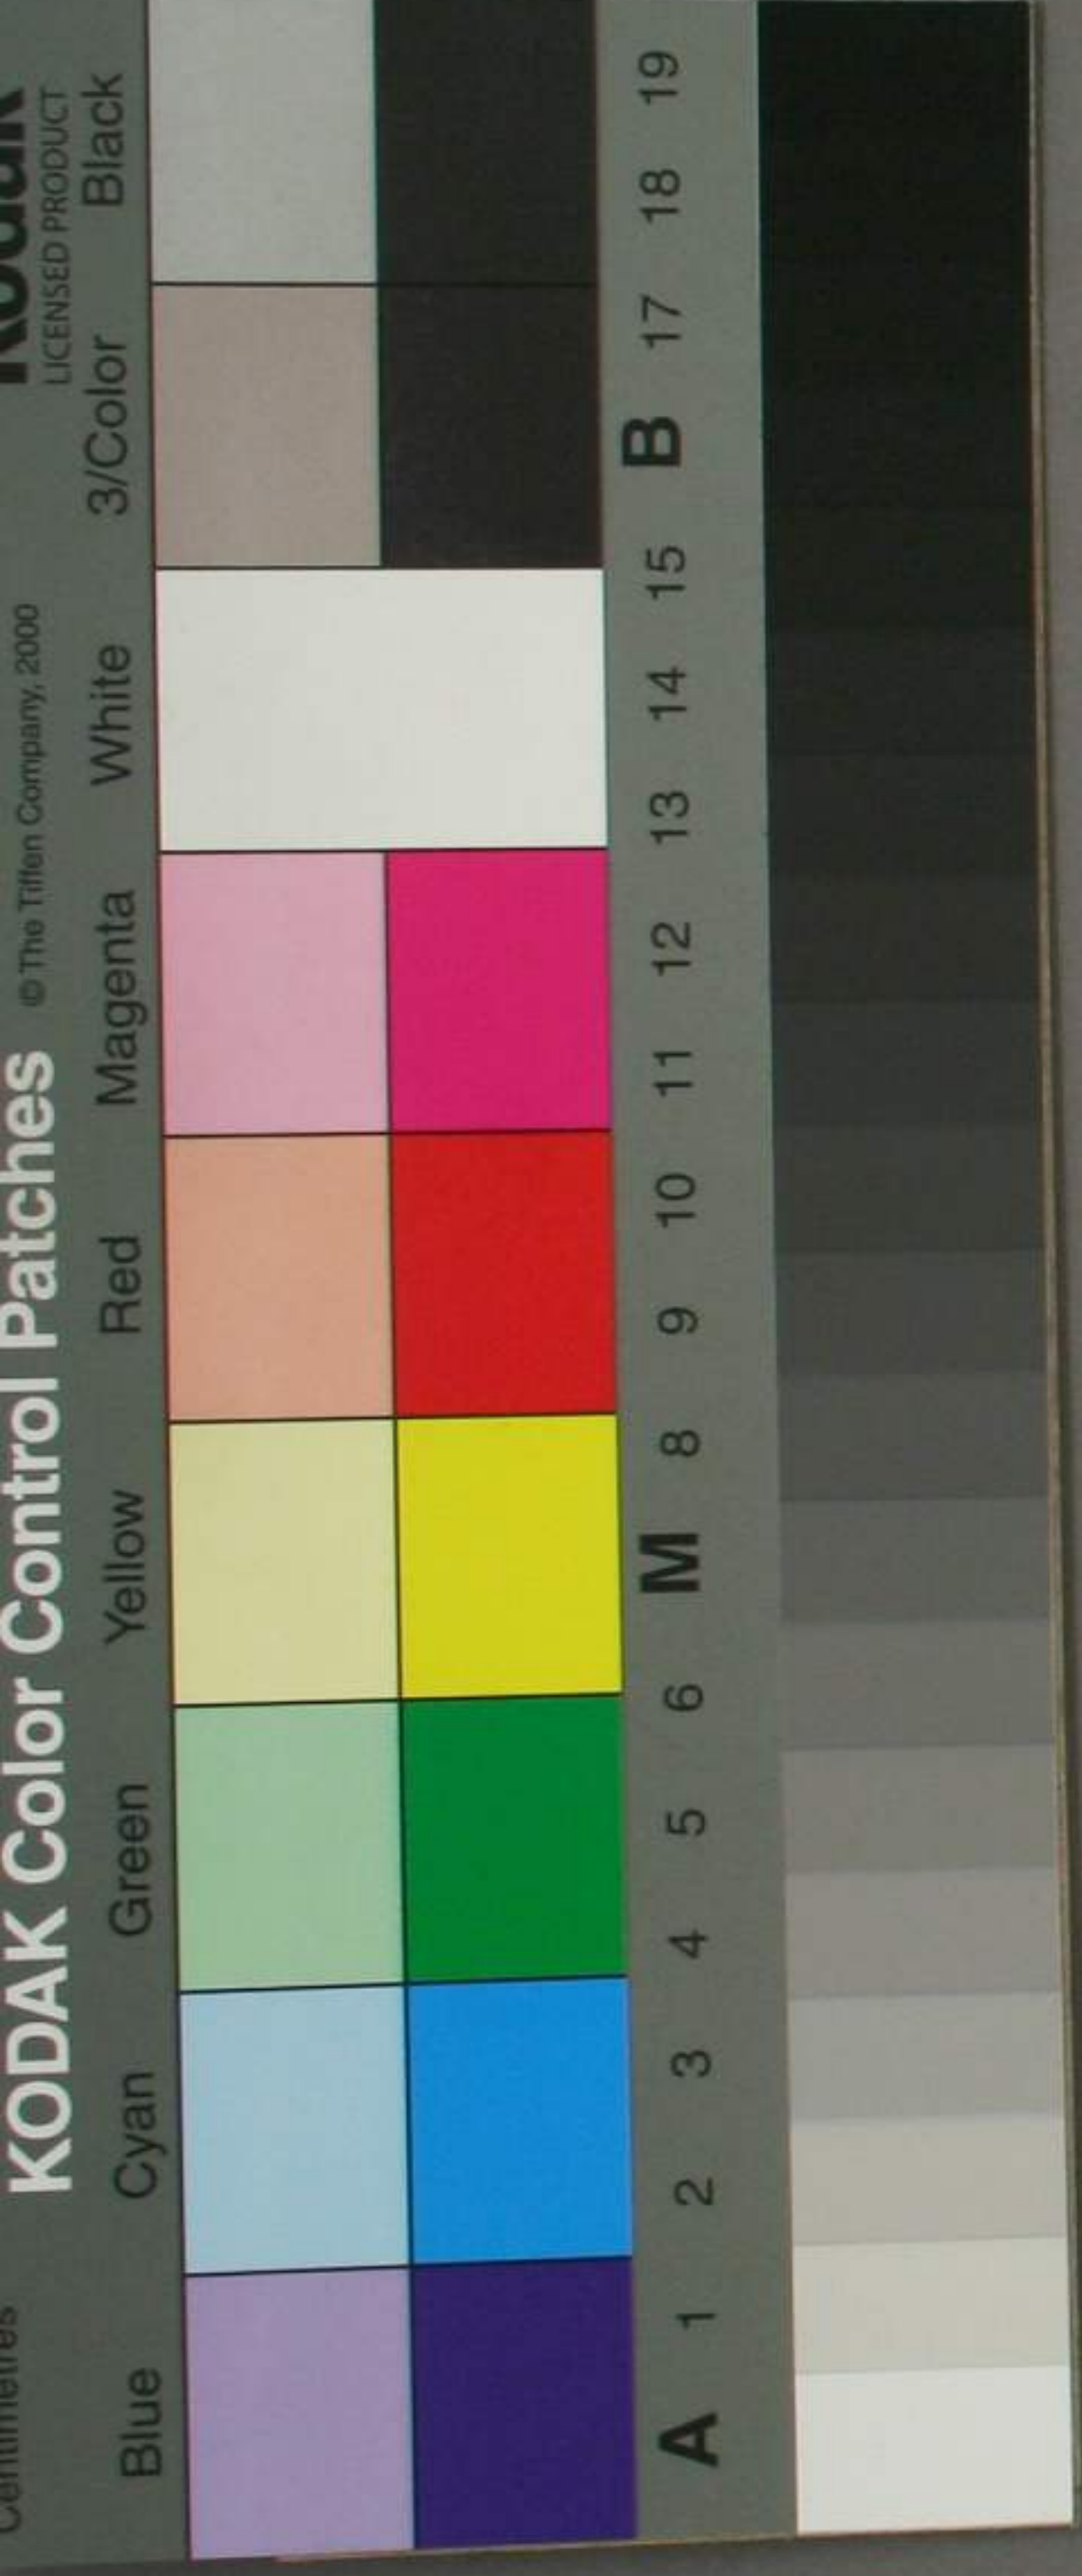 Kodak
LICENSED PRODUCT
KODAK Color Control Patches © The Tiffen Company, 2000
Centimetres
Blue Cyan Green Yellow Red Magenta White 3/Color Black
A 1 2 3 4 5 6 M 8 9 10 11 12 13 14 15 B 17 18 19